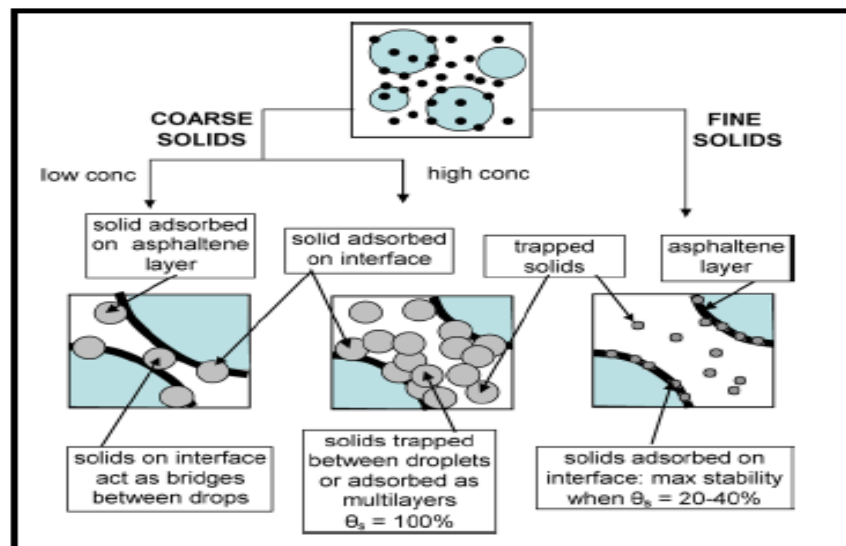 COARSE
SOLIDS
FINE
SOLIDS
low conc
high conc
solid adsorbed
on asphaltene
layer
solid adsorbed
on interface
trapped
solids
asphaltene
layer
solids on interface
act as bridges
between drops
solids trapped
between droplets
or adsorbed as
multilayers
θs = 100%
solids adsorbed on
interface: max stability
when θs = 20-40%